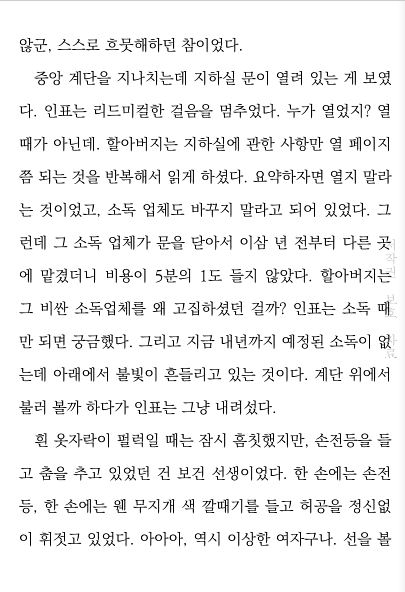 않군, 스스로 흐뭇해하던 참이었다.
중앙 계단을 지나치는데 지하실 문이 열려 있는 게 보였
다. 인표는 리드미컬한 걸음을 멈추었다. 누가 열었지? 열
때가 아닌데. 할아버지는 지하실에 관한 사항만 열 페이지
쯤 되는 것을 반복해서 읽게 하셨다. 요약하자면 열지 말라
는 것이었고, 소독 업체도 바꾸지 말라고 되어 있었다. 그
런데 그 소독 업체가 문을 닫아서 이삼 년 전부터 다른 곳
에 맡겼더니 비용이 5분의 1도 들지 않았다. 할아버지는
그 비싼 소독업체를 왜 고집하셨던 걸까? 인표는 소독 때
만 되면 궁금했다. 그리고 지금 내년까지 예정된 소독이 없
는데 아래에서 불빛이 흔들리고 있는 것이다. 계단 위에서
불러 볼까 하다가 인표는 그냥 내려섰다.
흰 옷자락이 펄럭일 때는 잠시 흠칫했지만, 손전등을 들
고 춤을 추고 있었던 건 보건 선생이었다. 한 손에는 손전
등, 한 손에는 웬 무지개 색 깔때기를 들고 허공을 정신없
이 휘젓고 있었다. 아아아, 역시 이상한 여자구나. 선을 볼